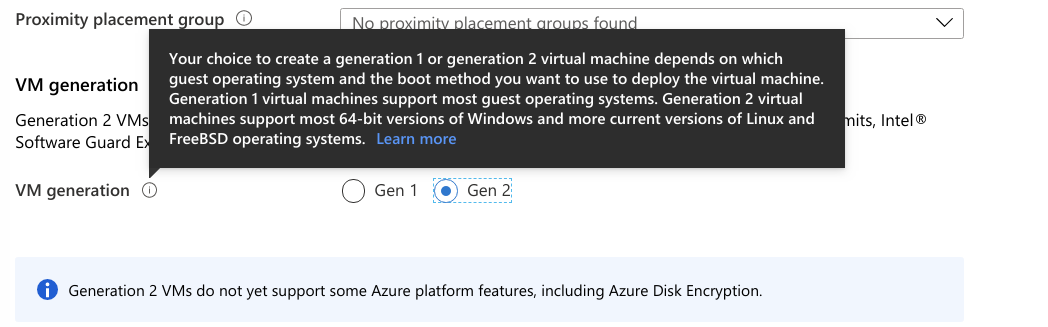 Proximity placement group
No proximity placement groups found
Your choice to create a generation 1 or generation 2 virtual machine depends on which
guest operating system and the boot method you want to use to deploy the virtual machine.
Generation 1 virtual machines support most guest operating systems. Generation 2 virtual
machines support most 64-bit versions of Windows and more current versions of Linux and
FreeBSD operating systems. Learn more
VM generation
Generation 2 VMs mits, Intel®
Software Guard Ex
VM generation Gen 1 Gen 2
Generation 2 VMs do not yet support some Azure platform features, including Azure Disk Encryption.